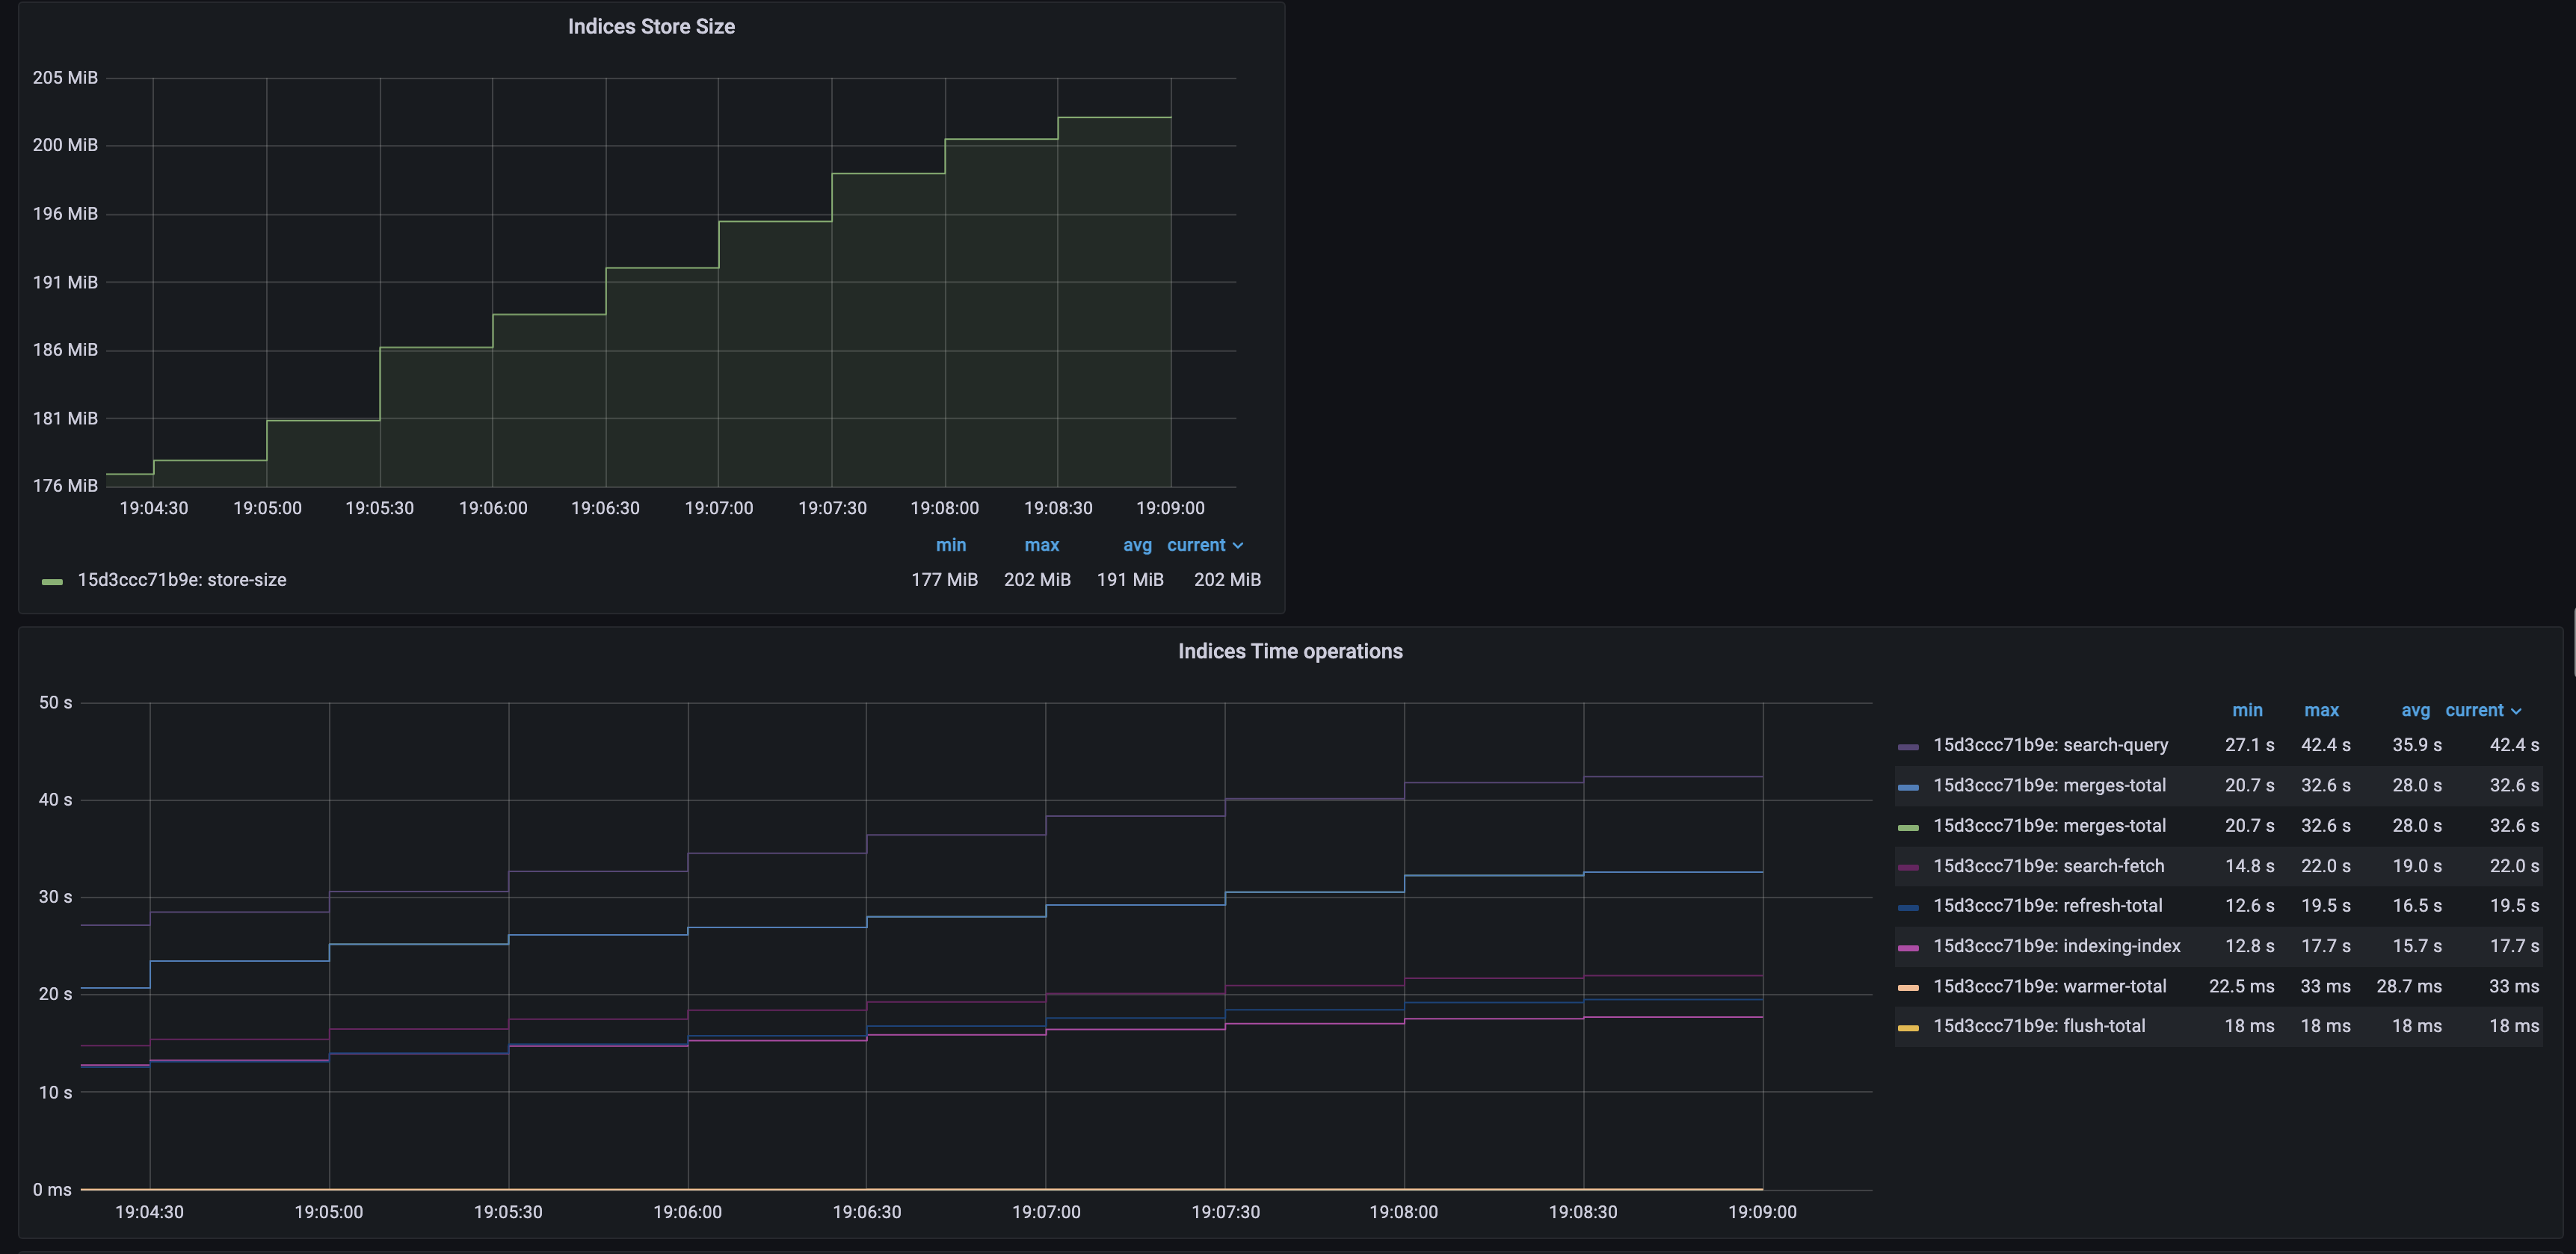 Indices Store Size
205 MiB
200 MiB
196 MiB
191 MiB
186 MiB
181 MiB
176 MiB
19:04:30 19:05:00 19:05:30 19:06:00 19:06:30 19:07:00 19:07:30 19:08:00 19:08:30 19:09:00
min max avg current
15d3ccc71b9e: store-size 177 MiB 202 MiB 191 MiB 202 MiB
Indices Time operations
50 s
40 s
30 s
20 s
10 s
0 ms
19:04:30 19:05:00 19:05:30 19:06:00 19:06:30 19:07:00 19:07:30 19:08:00 19:08:30 19:09:00
min max avg current
15d3ccc71b9e: search-query 27.1 s 42.4 s 35.9 s 42.4 s
15d3ccc71b9e: merges-total 20.7 s 32.6 s 28.0 s 32.6 s
15d3ccc71b9e: merges-total 20.7 s 32.6 s 28.0 s 32.6 s
15d3ccc71b9e: search-fetch 14.8 s 22.0 s 19.0 s 22.0 s
15d3ccc71b9e: refresh-total 12.6 s 19.5 s 16.5 s 19.5 s
15d3ccc71b9e: indexing-index 12.8 s 17.7 s 15.7 s 17.7 s
15d3ccc71b9e: warmer-total 22.5 ms 33 ms 28.7 ms 33 ms
15d3ccc71b9e: flush-total 18 ms 18 ms 18 ms 18 ms